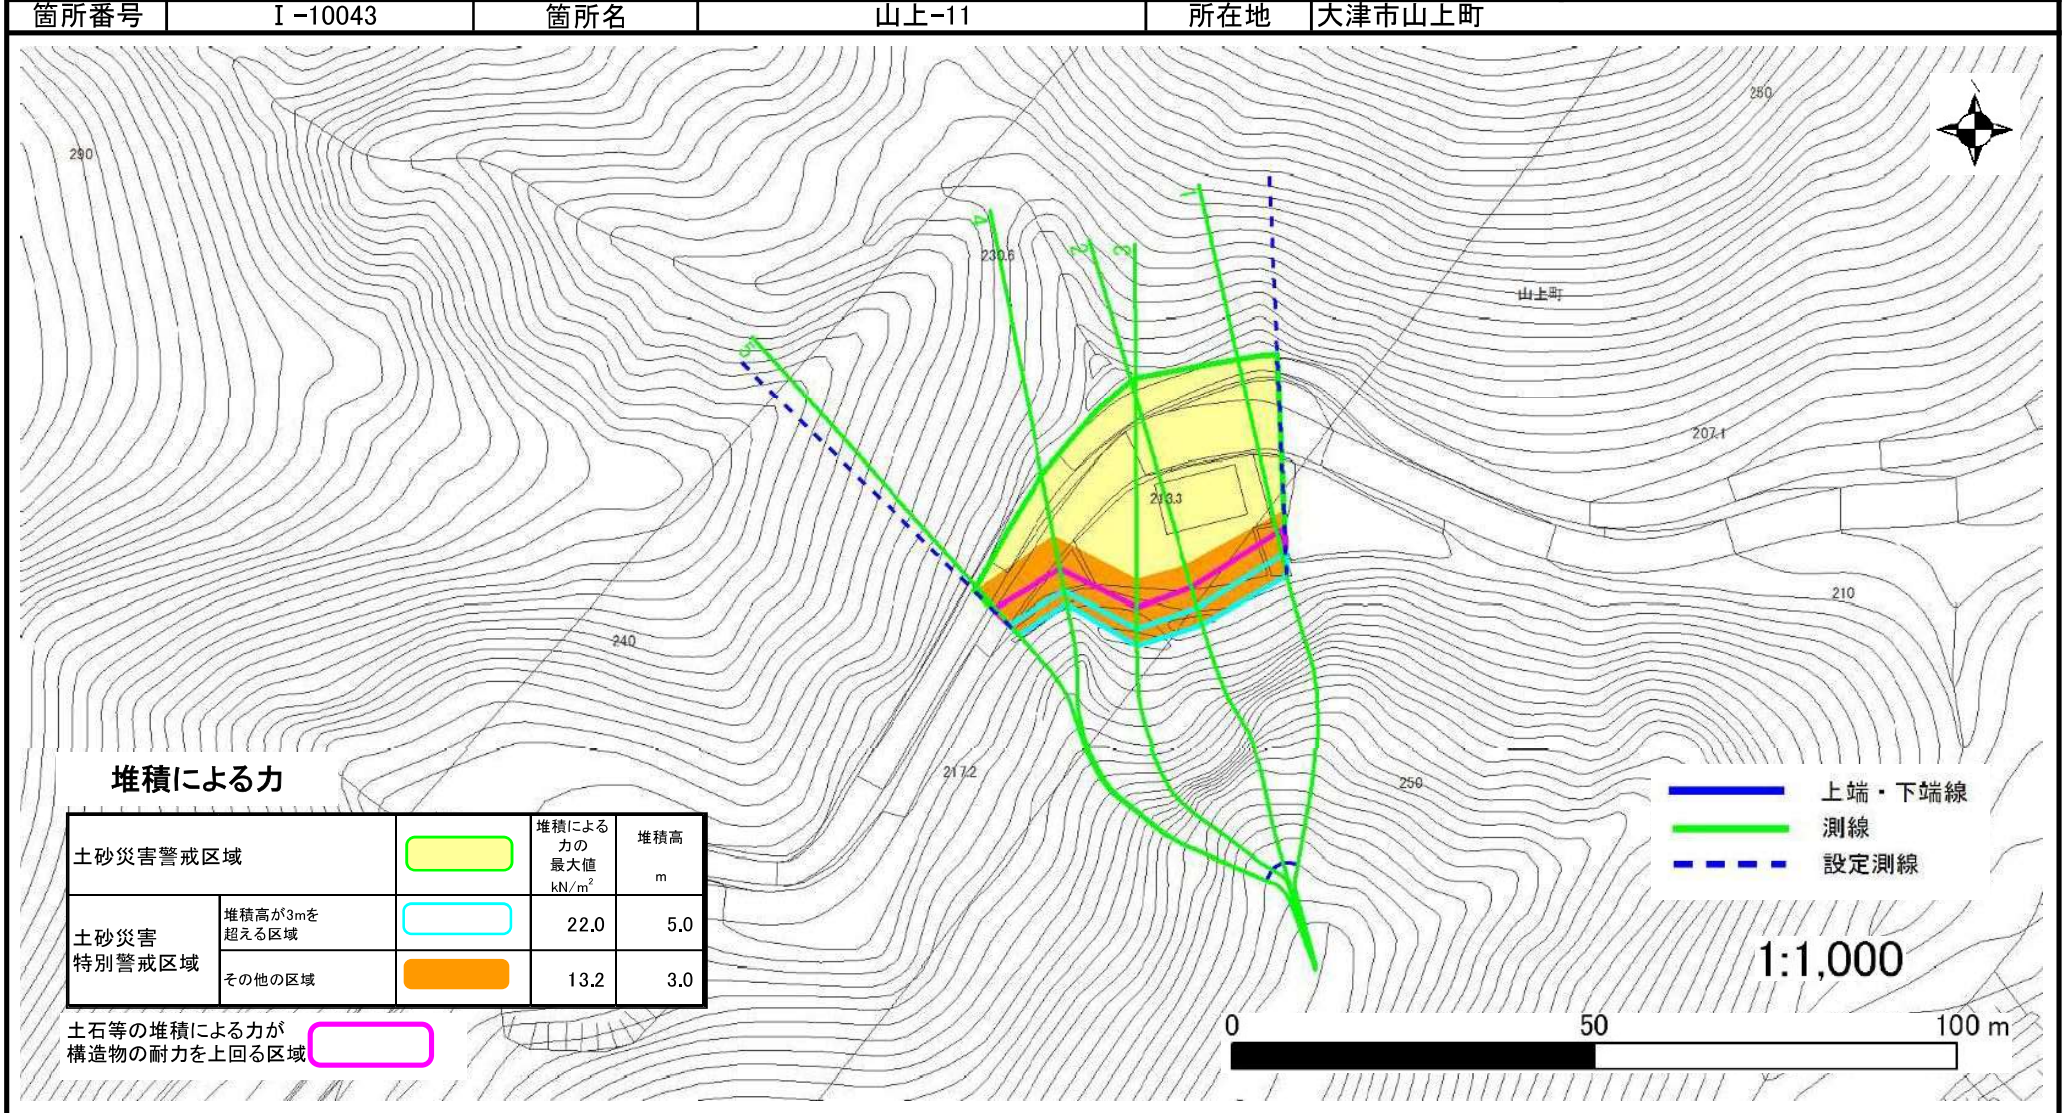 箇所番号 Ⅰ-10043 箇所名 山上-11 所在地 大津市山上町
250
290
1
4
2
3
230.6
山上町
5
207.1
213.3
210
240
217.2
250
堆積による力
土砂災害警戒区域
堆積による
力の
最大値
kN/m²
堆積高
m
土砂災害
特別警戒区域
堆積高が3mを
超える区域
22.0 5.0
その他の区域
13.2 3.0
土石等の堆積による力が
構造物の耐力を上回る区域
上端・下端線
測線
設定測線
1:1,000
0 50 100 m